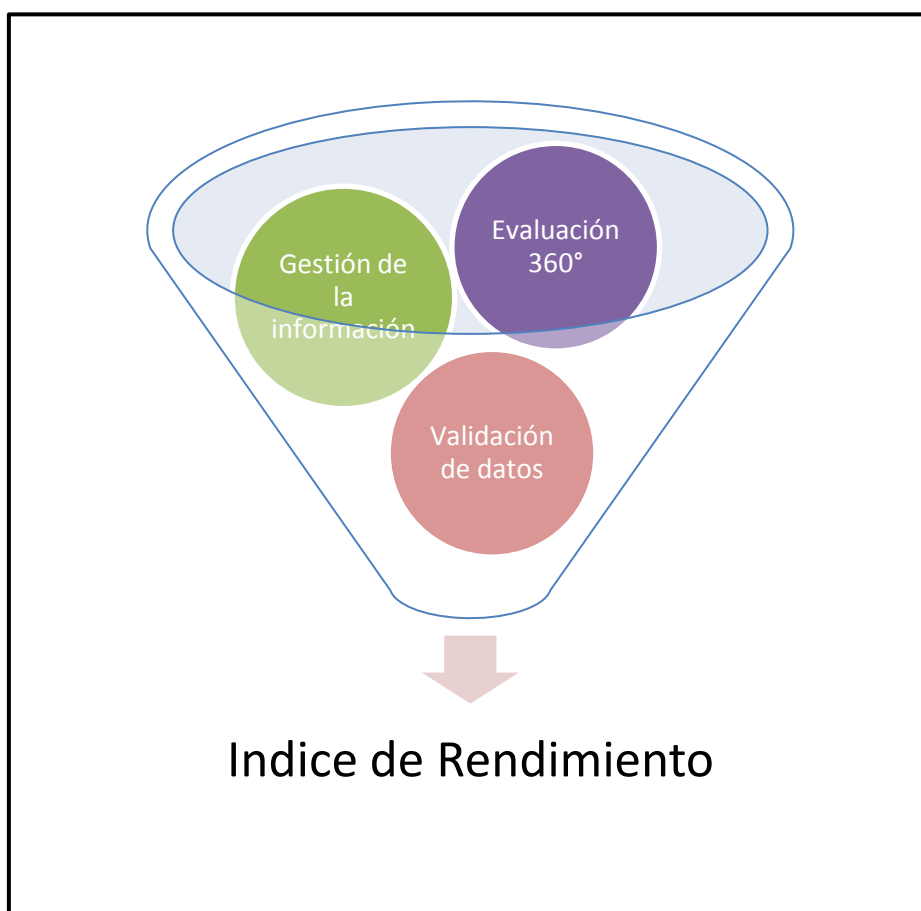 Evaluación
360°
Gestión de
la
información
Validación
de datos
Indice de Rendimiento